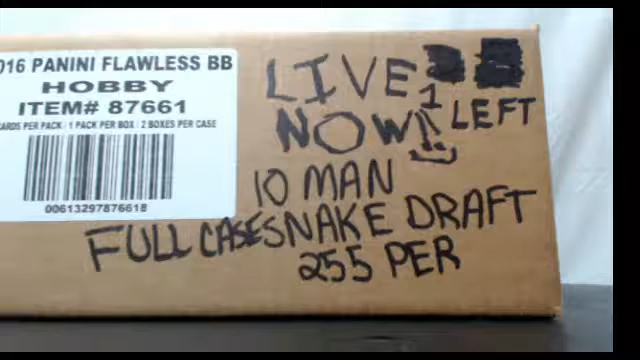 016 PANINI FLAWLESS BB
HOBBY
ITEM# 87661
CARDS PER PACK / 1 PACK PER BOX / 2 BOXES PER CASE
00613297876618
LIVE
NOW!
1 LEFT
10 MAN
FULL CASE SNAKE DRAFT
255 PER